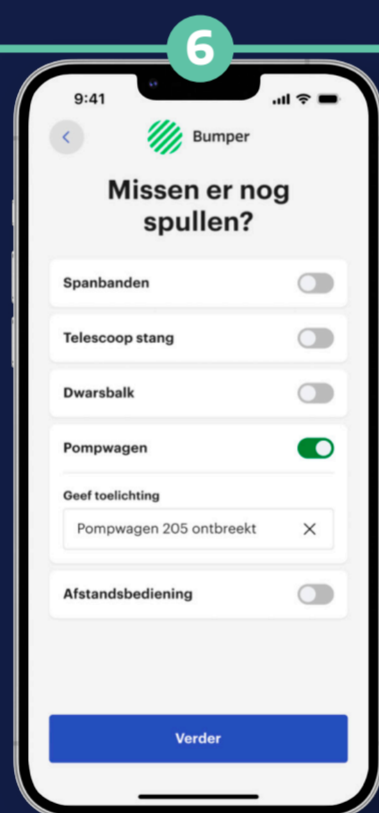 6
9:41
Bumper
Missen er nog
spullen?
Spanbanden
Telescoop stang
Dwarsbalk
Pompwagen
Geef toelichting
Pompwagen 205 ontbreekt
Afstandsbediening
Verder